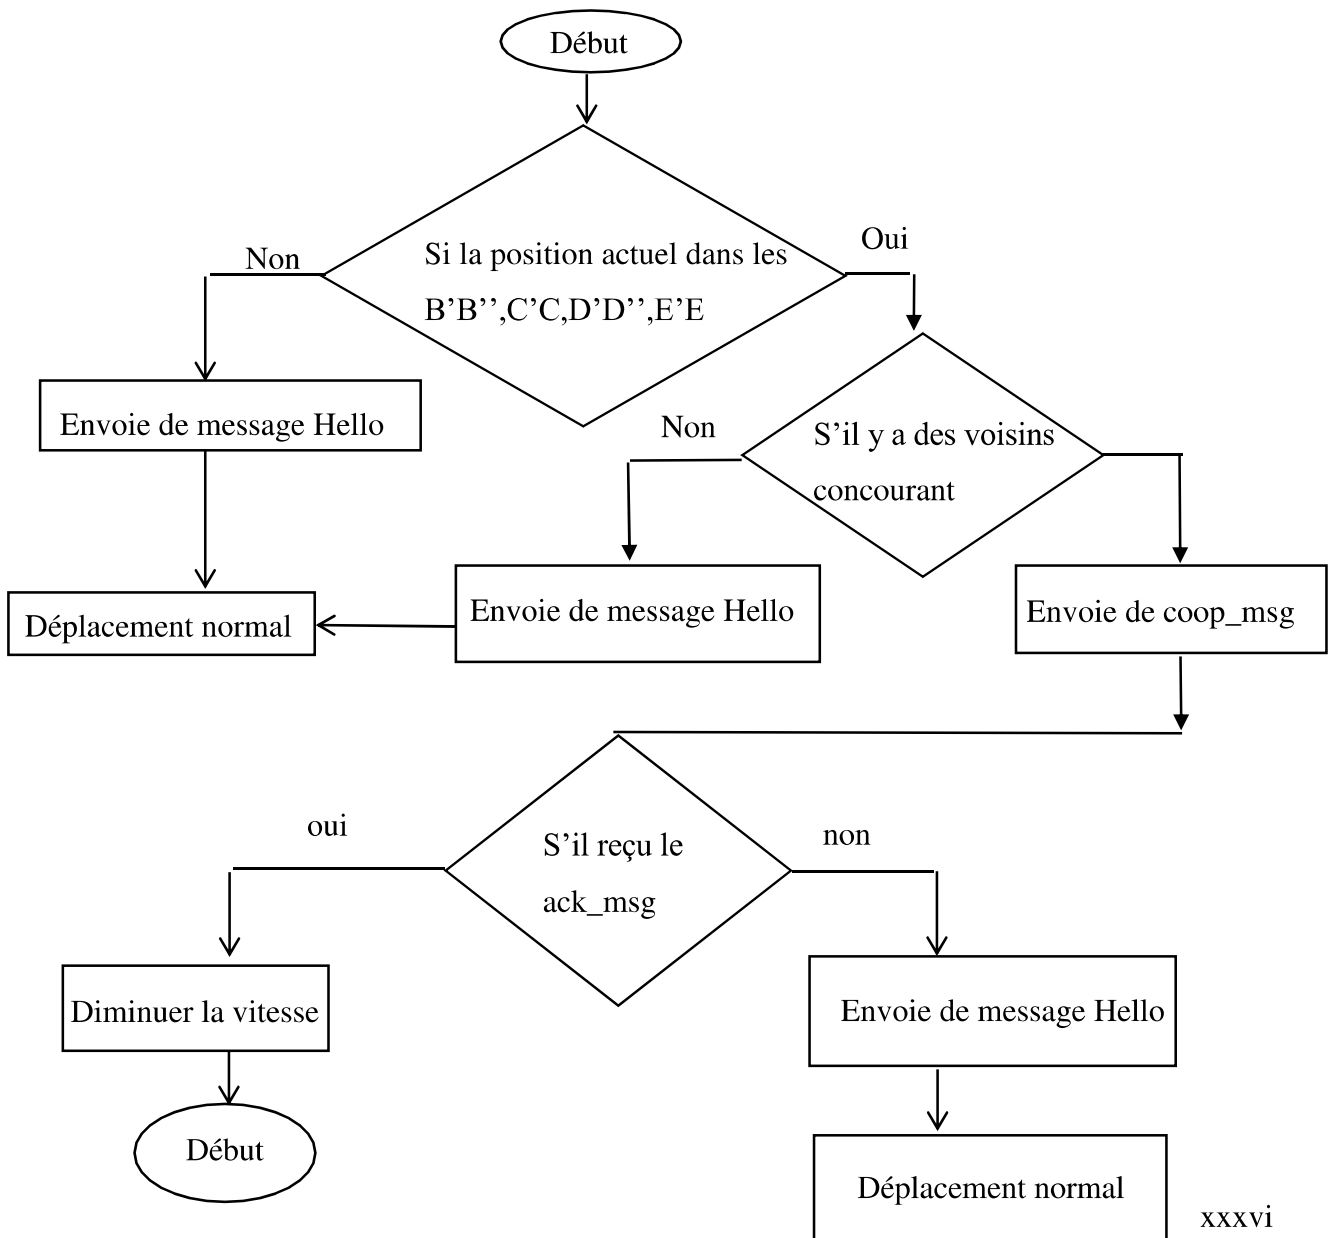 Début
Oui
Non
Si la position actuel dans les
B’B’’,C’C,D’D’’,E’E
Envoie de message Hello
Non
S’il y a des voisins
concourant
Déplacement normal
Envoie de message Hello
Envoie de coop_msg
oui
non
S’il reçu le
ack_msg
Diminuer la vitesse
Envoie de message Hello
Début
Déplacement normal
xxxvi